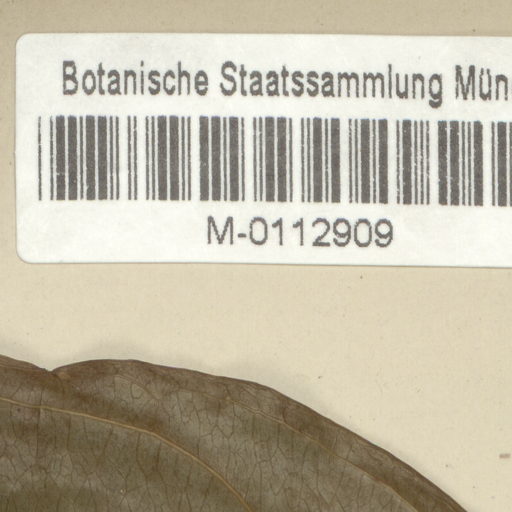 Botanische Staatssammlung Mün
M-0112909